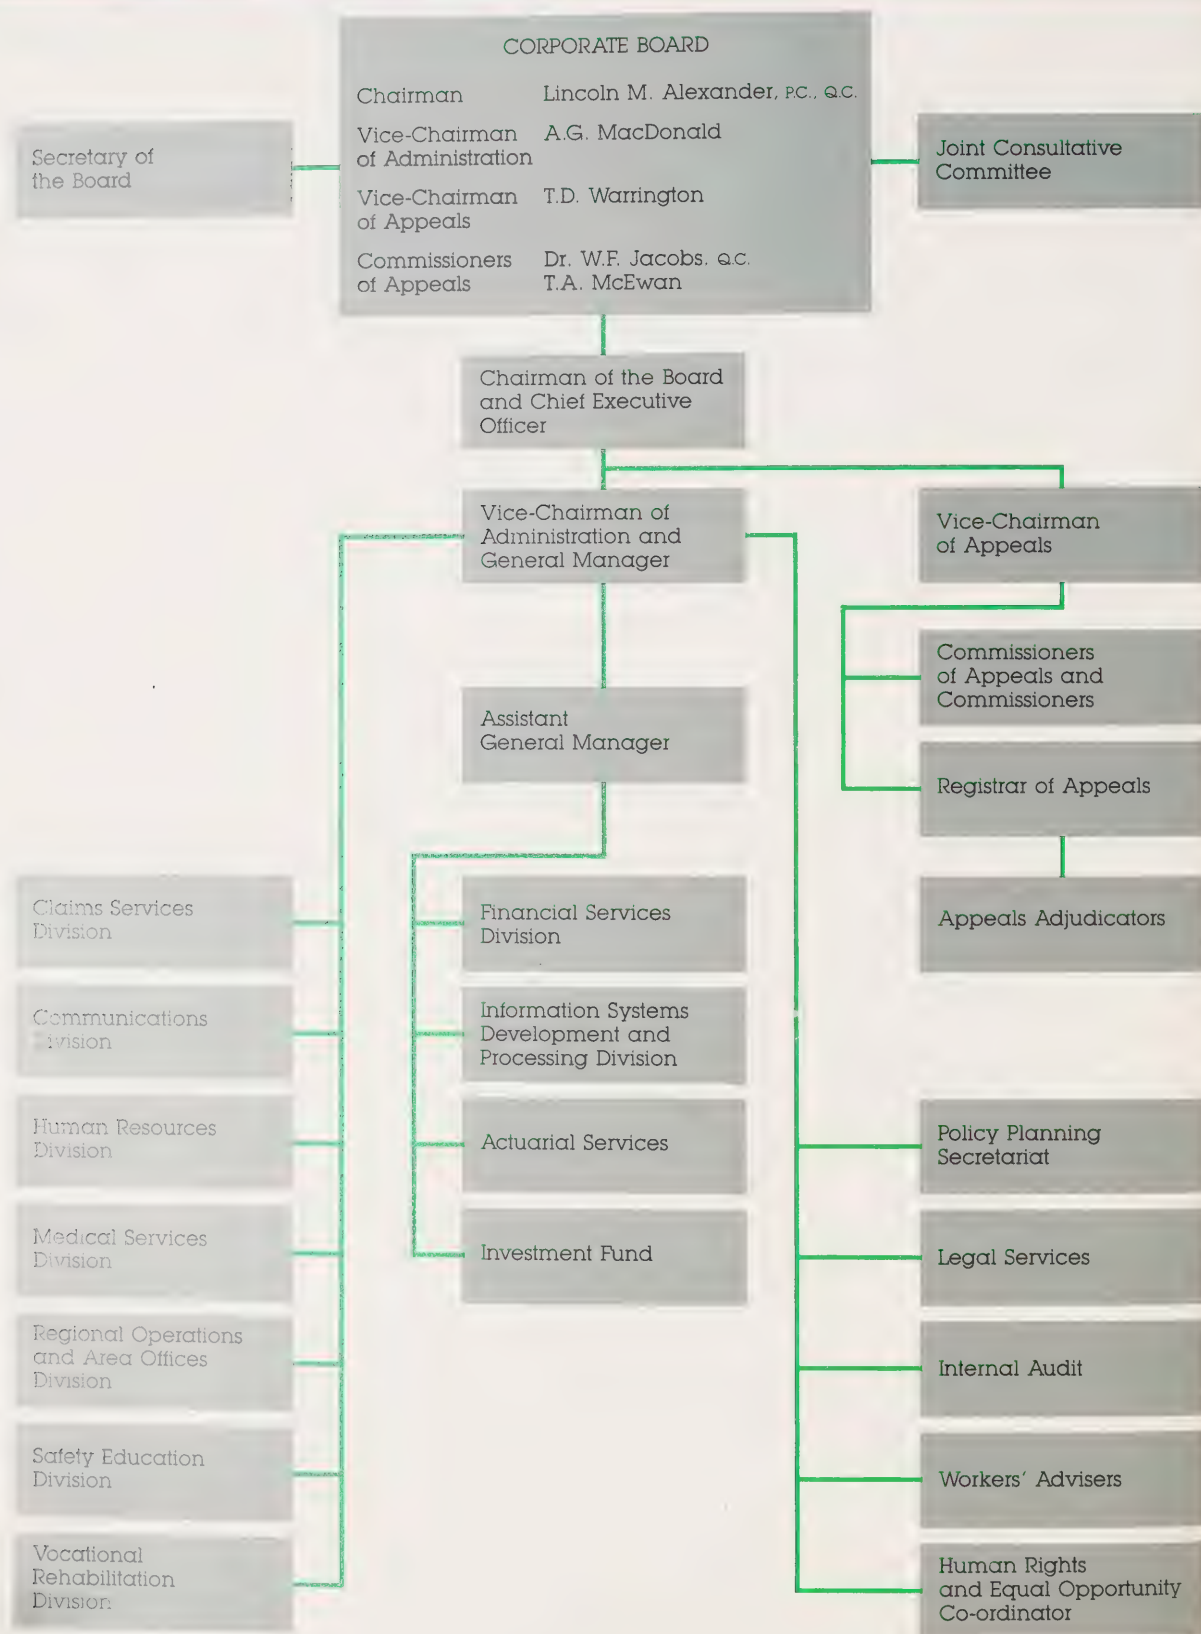 CORPORATE BOARD
Chairman Lincoln M. Alexander, P.C., Q.C.
Vice-Chairman A.G. MacDonald
of Administration
Vice-Chairman T.D. Warrington
of Appeals
Commissioners Dr. W.F. Jacobs, Q.C.
of Appeals T.A. McEwan
Secretary of
the Board
Joint Consultative
Committee
Chairman of the Board
and Chief Executive
Officer
Vice-Chairman of
Administration and
General Manager
Vice-Chairman
of Appeals
Commissioners
of Appeals and
Commissioners
Assistant
General Manager
Registrar of Appeals
Appeals Adjudicators
Claims Services
Division
Communications
Division
Human Resources
Division
Medical Services
Division
Regional Operations
and Area Offices
Division
Safety Education
Division
Vocational
Rehabilitation
Division
Financial Services
Division
Information Systems
Development and
Processing Division
Actuarial Services
Investment Fund
Policy Planning
Secretariat
Legal Services
Internal Audit
Workers' Advisers
Human Rights
and Equal Opportunity
Co-ordinator